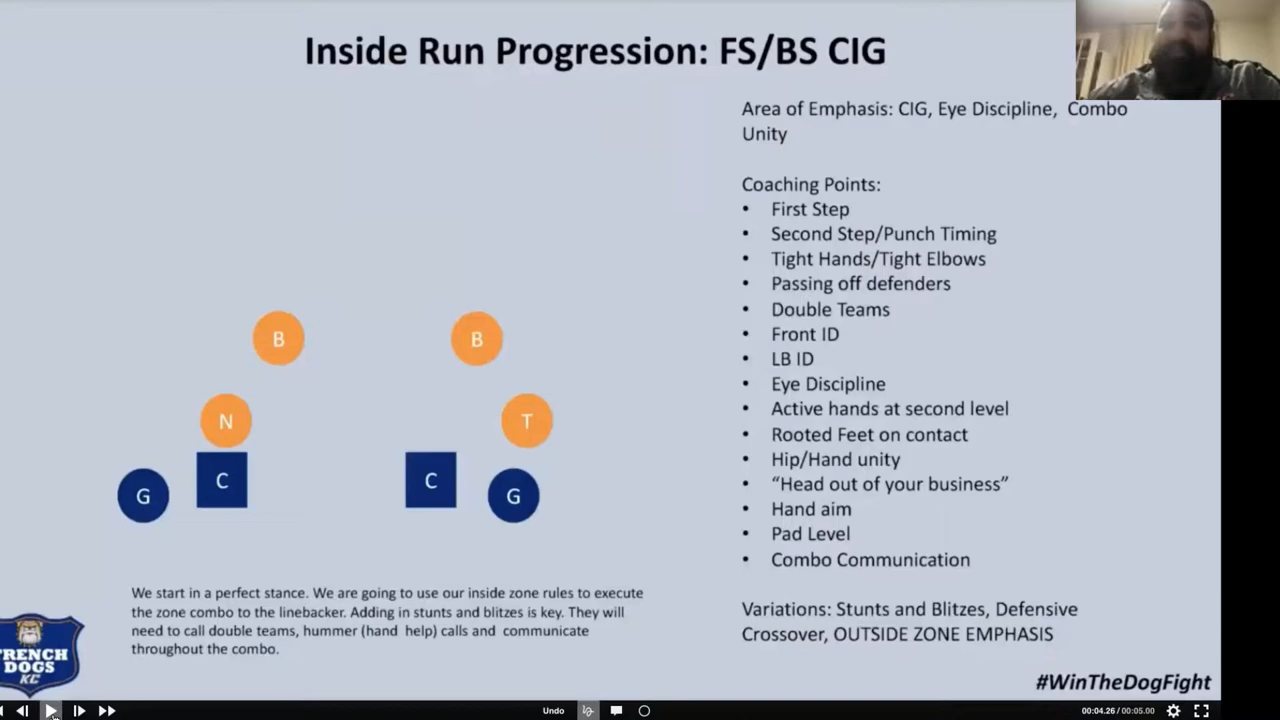 Inside Run Progression: FS/BS CIG
Area of Emphasis: CIG, Eye Discipline, Combo
Unity
Coaching Points:
• First Step
• Second Step/Punch Timing
• Tight Hands/Tight Elbows
• Passing off defenders
• Double Teams
• Front ID
• LB ID
• Eye Discipline
• Active hands at second level
• Rooted Feet on contact
• Hip/Hand unity
• “Head out of your business”
• Hand aim
• Pad Level
• Combo Communication
Variations: Stunts and Blitzes, Defensive
Crossover, OUTSIDE ZONE EMPHASIS
B B
N T
G C C G
We start in a perfect stance. We are going to use our inside zone rules to execute
the zone combo to the linebacker. Adding in stunts and blitzes is key. They will
need to call double teams, hummer (hand help) calls and communicate
throughout the combo.
TRENCH
DOGS
KC
#WinTheDogFight
Undo 00:04.26 / 00:05.00